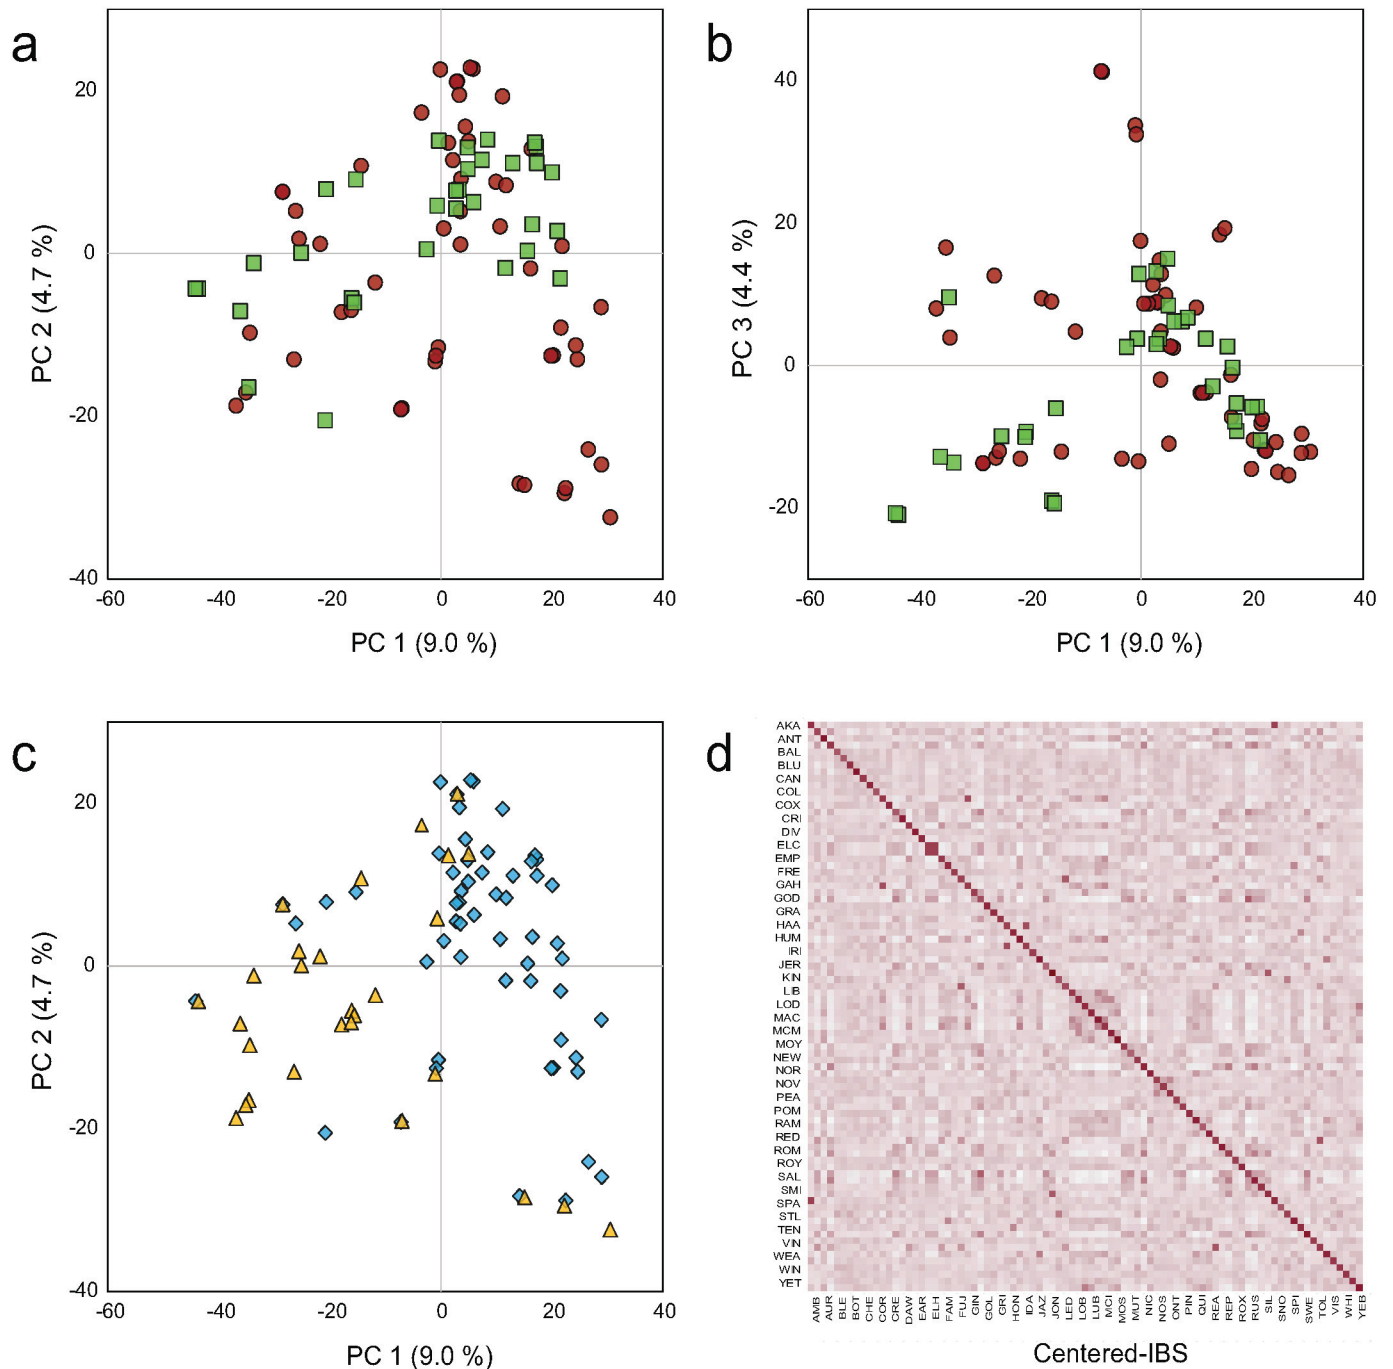 a
20
0
-20
-40
-60
-40
-20
0
20
40
PC 2 (4.7 %)
PC 1 (9.0 %)
b
40
20
0
-20
-60
-40
-20
0
20
40
PC 3 (4.4 %)
PC 1 (9.0 %)
c
20
0
-20
-40
-60
-40
-20
0
20
40
PC 2 (4.7 %)
PC 1 (9.0 %)
d
AKA
ANT
BAL
BLU
CAN
COL
COX
CRI
DIV
ELC
EMP
FRE
GAH
GOD
GRA
HAA
HUM
IRI
JER
KIN
LIB
LOD
MAC
MCM
MOY
NEW
NOR
NOV
PEA
POM
RAM
RED
ROM
ROY
SAL
SMI
SPA
STL
TEN
VIN
WEA
WIN
YET
AMB AUR BLE BOT CHE COR CRE DAW EAR ELH FAM FUJ GIN GOL GRI HON IDA JAZ JON LED LOB LUB MCI MOS MUT NIC NOS ONT PIN QUI REA REP ROX RUS SIL SNO SPI SWE TOL VIS WHI YEB
Centered-IBS